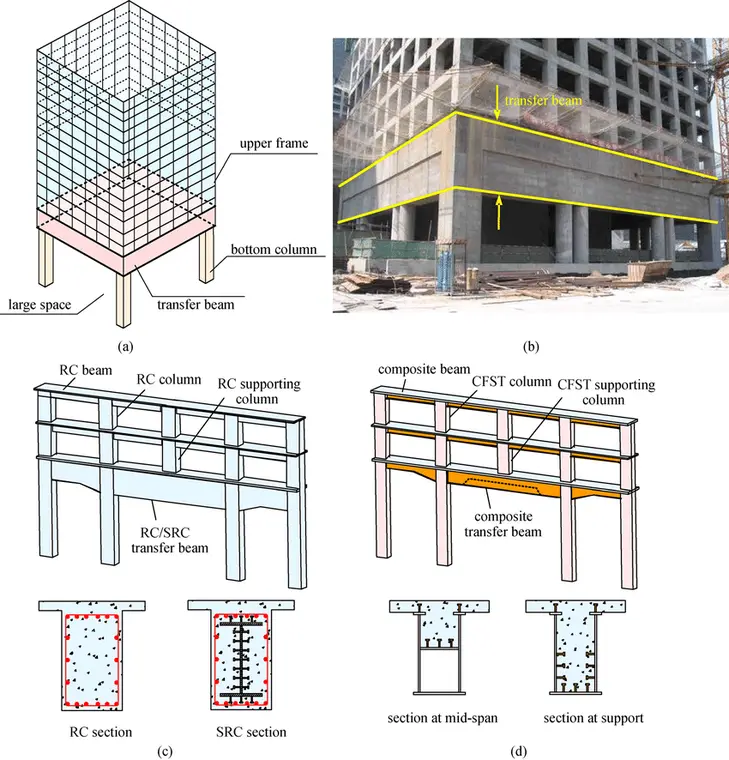 upper frame
bottom column
large space
transfer beam
(a)
transfer beam
(b)
RC beam
RC column
RC supporting
column
RC/SRC
transfer beam
RC section
SRC section
(c)
composite beam
CFST column
CFST supporting
column
composite
transfer beam
section at mid-span
section at support
(d)